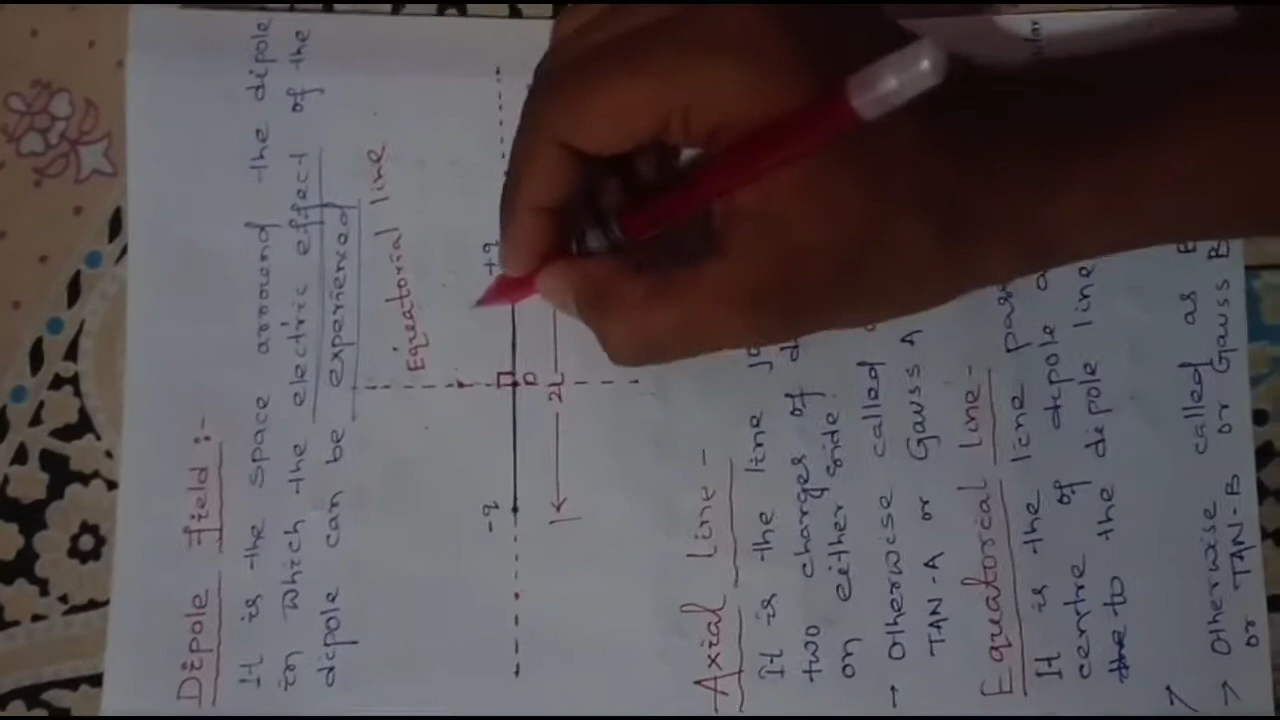 Dipole field :-
It is the space arround the dipole
in which the electric effect of the
dipole can be experienced
Equatorial line
-q +q
2L
Axial line -
It is the line
two charges of
on either side.
→ Otherwise called
TAN-A or Gauss A
Equatorial line -
It is the line
centre of dipole
to the dipole line
→ Otherwise called as
or TAN-B or Gauss B